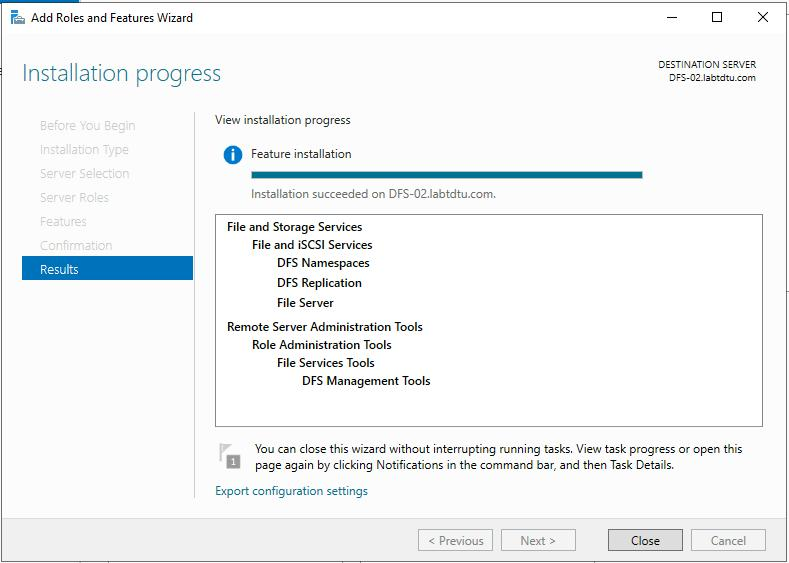 Add Roles and Features Wizard
Installation progress
DESTINATION SERVER
DFS-02.labtdtu.com
Before You Begin
Installation Type
Server Selection
Server Roles
Features
Confirmation
Results
View installation progress
Feature installation
Installation succeeded on DFS-02.labtdtu.com.
File and Storage Services
File and iSCSI Services
DFS Namespaces
DFS Replication
File Server
Remote Server Administration Tools
Role Administration Tools
File Services Tools
DFS Management Tools
1
You can close this wizard without interrupting running tasks. View task progress or open this
page again by clicking Notifications in the command bar, and then Task Details.
Export configuration settings
< Previous
Next >
Close
Cancel